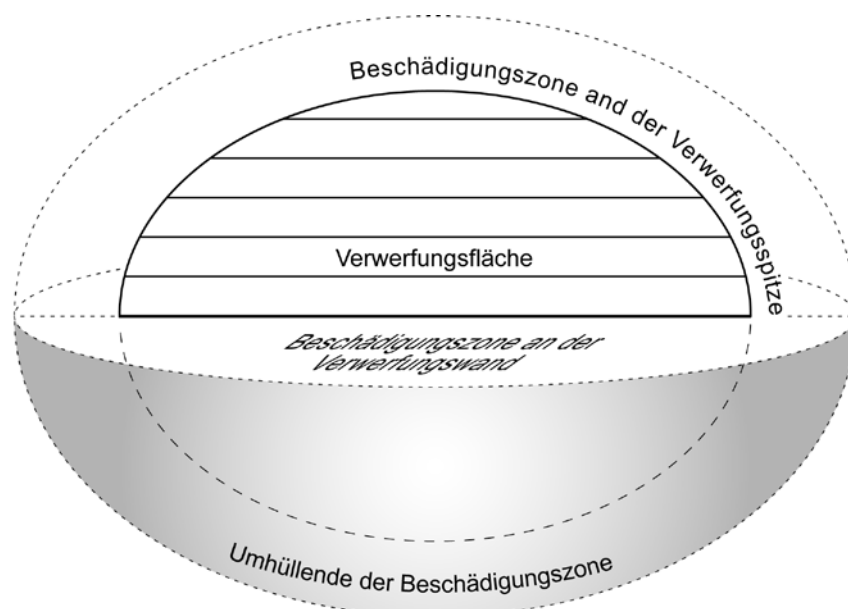 Beschädigungszone and der Verwerfungsspitze
Verwerfungsfläche
Beschädigungszone an der
Verwerfungswand
Umhüllende der Beschädigungszone